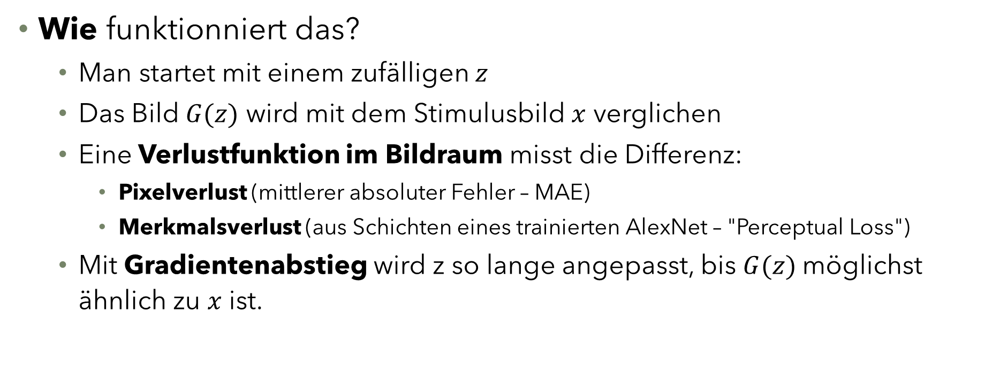 • Wie funktionniert das?
• Man startet mit einem zufälligen z
• Das Bild G(z) wird mit dem Stimulusbild x verglichen
• Eine Verlustfunktion im Bildraum misst die Differenz:
• Pixelverlust (mittlerer absoluter Fehler – MAE)
• Merkmalsverlust (aus Schichten eines trainierten AlexNet – "Perceptual Loss")
• Mit Gradientenabstieg wird z so lange angepasst, bis G(z) möglichst
ähnlich zu x ist.